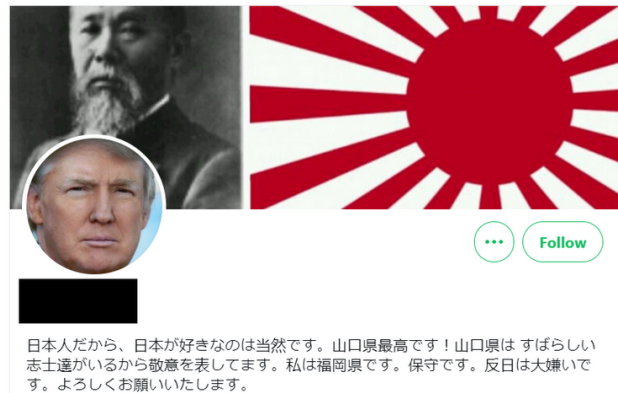 Follow
日本人だから、日本が好きなのは当然です。山口県最高です！山口県は すばらしい
志士達がいるから敬意を表してます。私は福岡県です。保守です。反日は大嫌いで
す。よろしくお願いいたします。